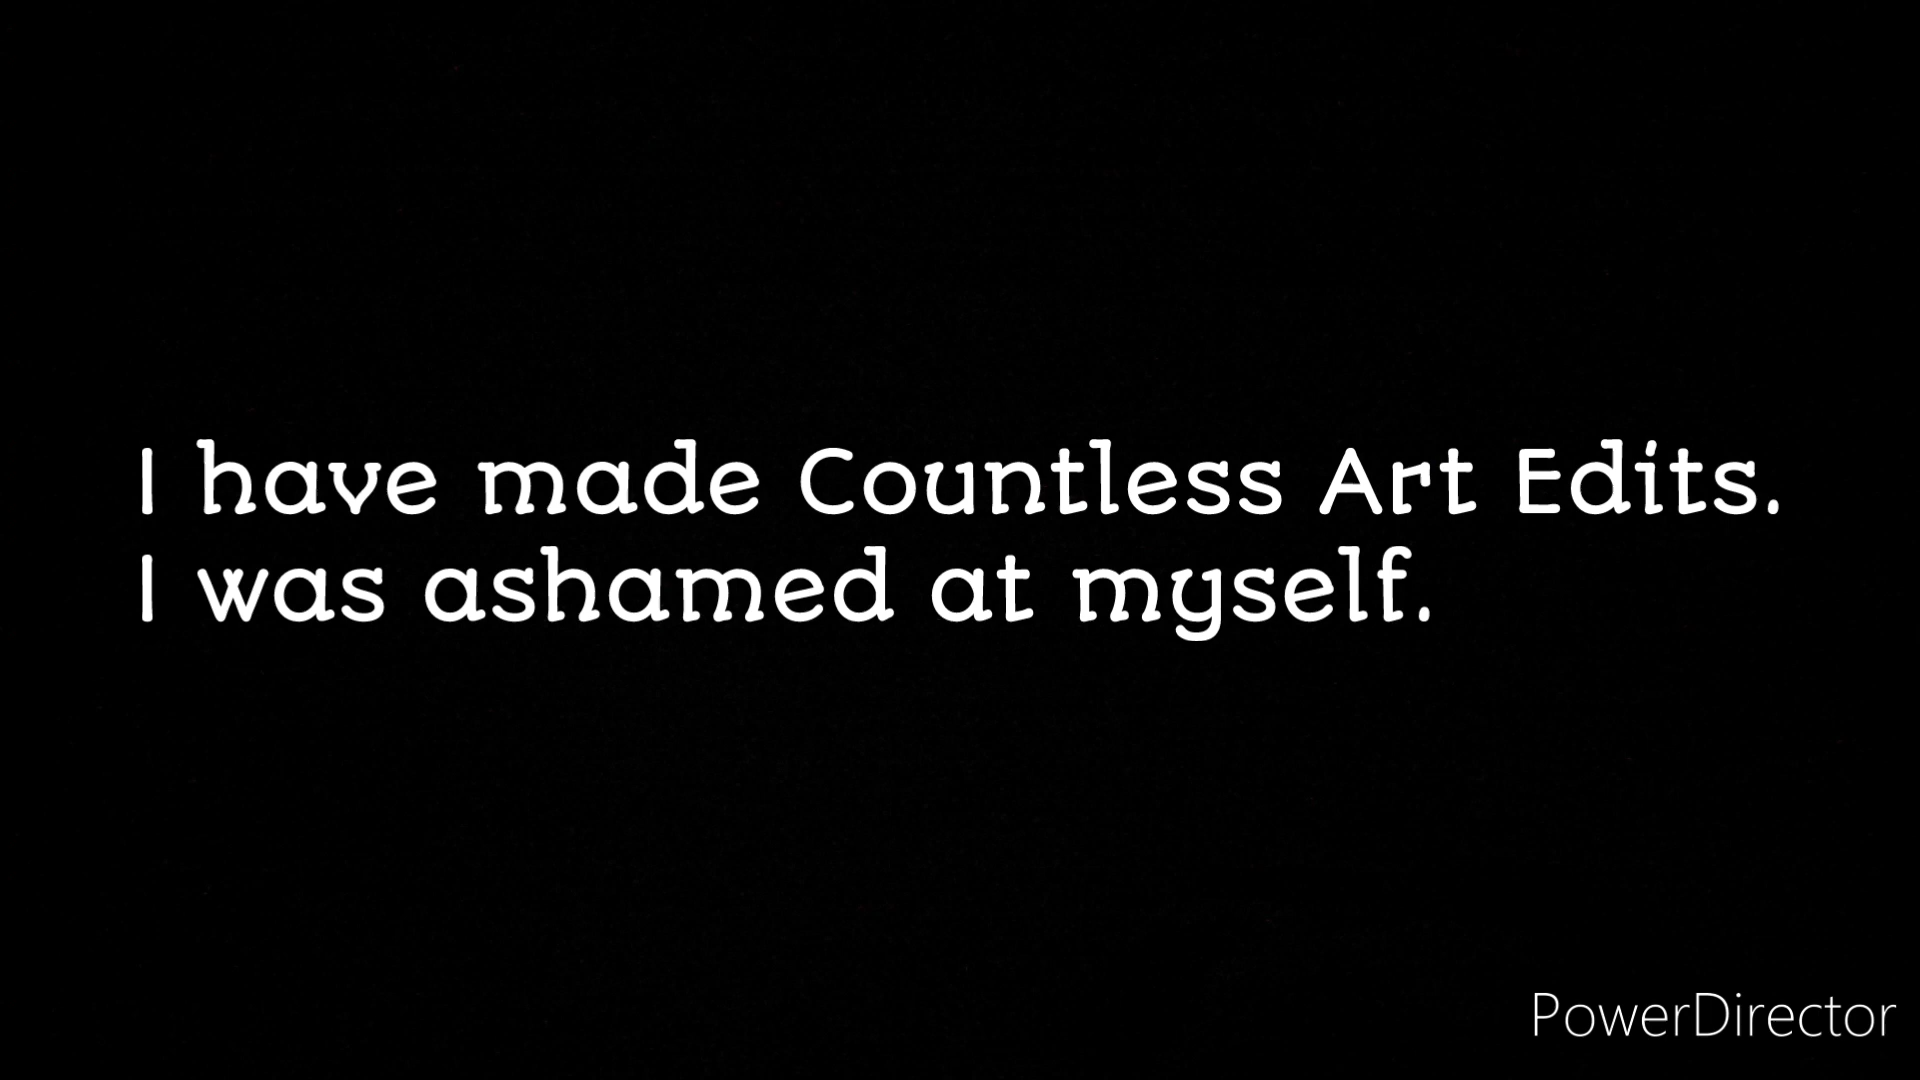 I have made Countless Art Edits.
I was ashamed at myself.
PowerDirector